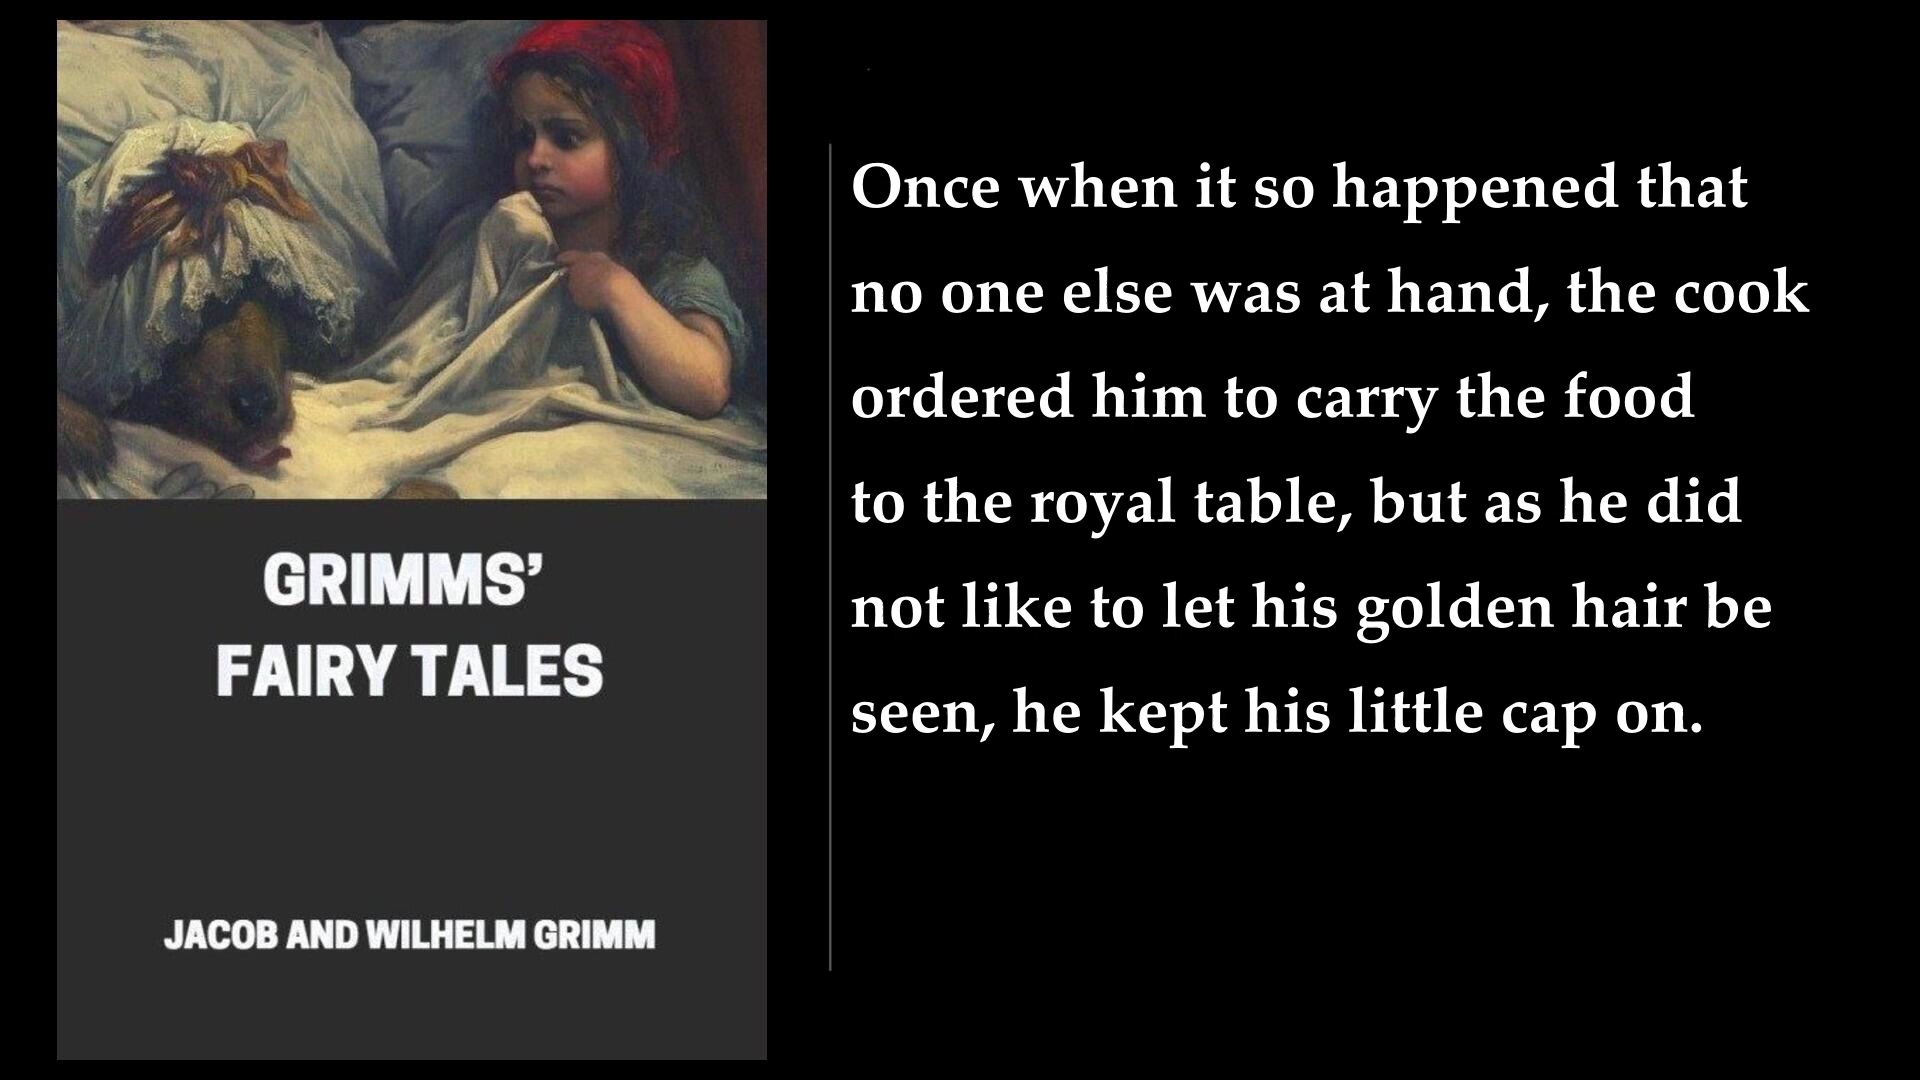 GRIMMS’
FAIRY TALES
JACOB AND WILHELM GRIMM
Once when it so happened that
no one else was at hand, the cook
ordered him to carry the food
to the royal table, but as he did
not like to let his golden hair be
seen, he kept his little cap on.